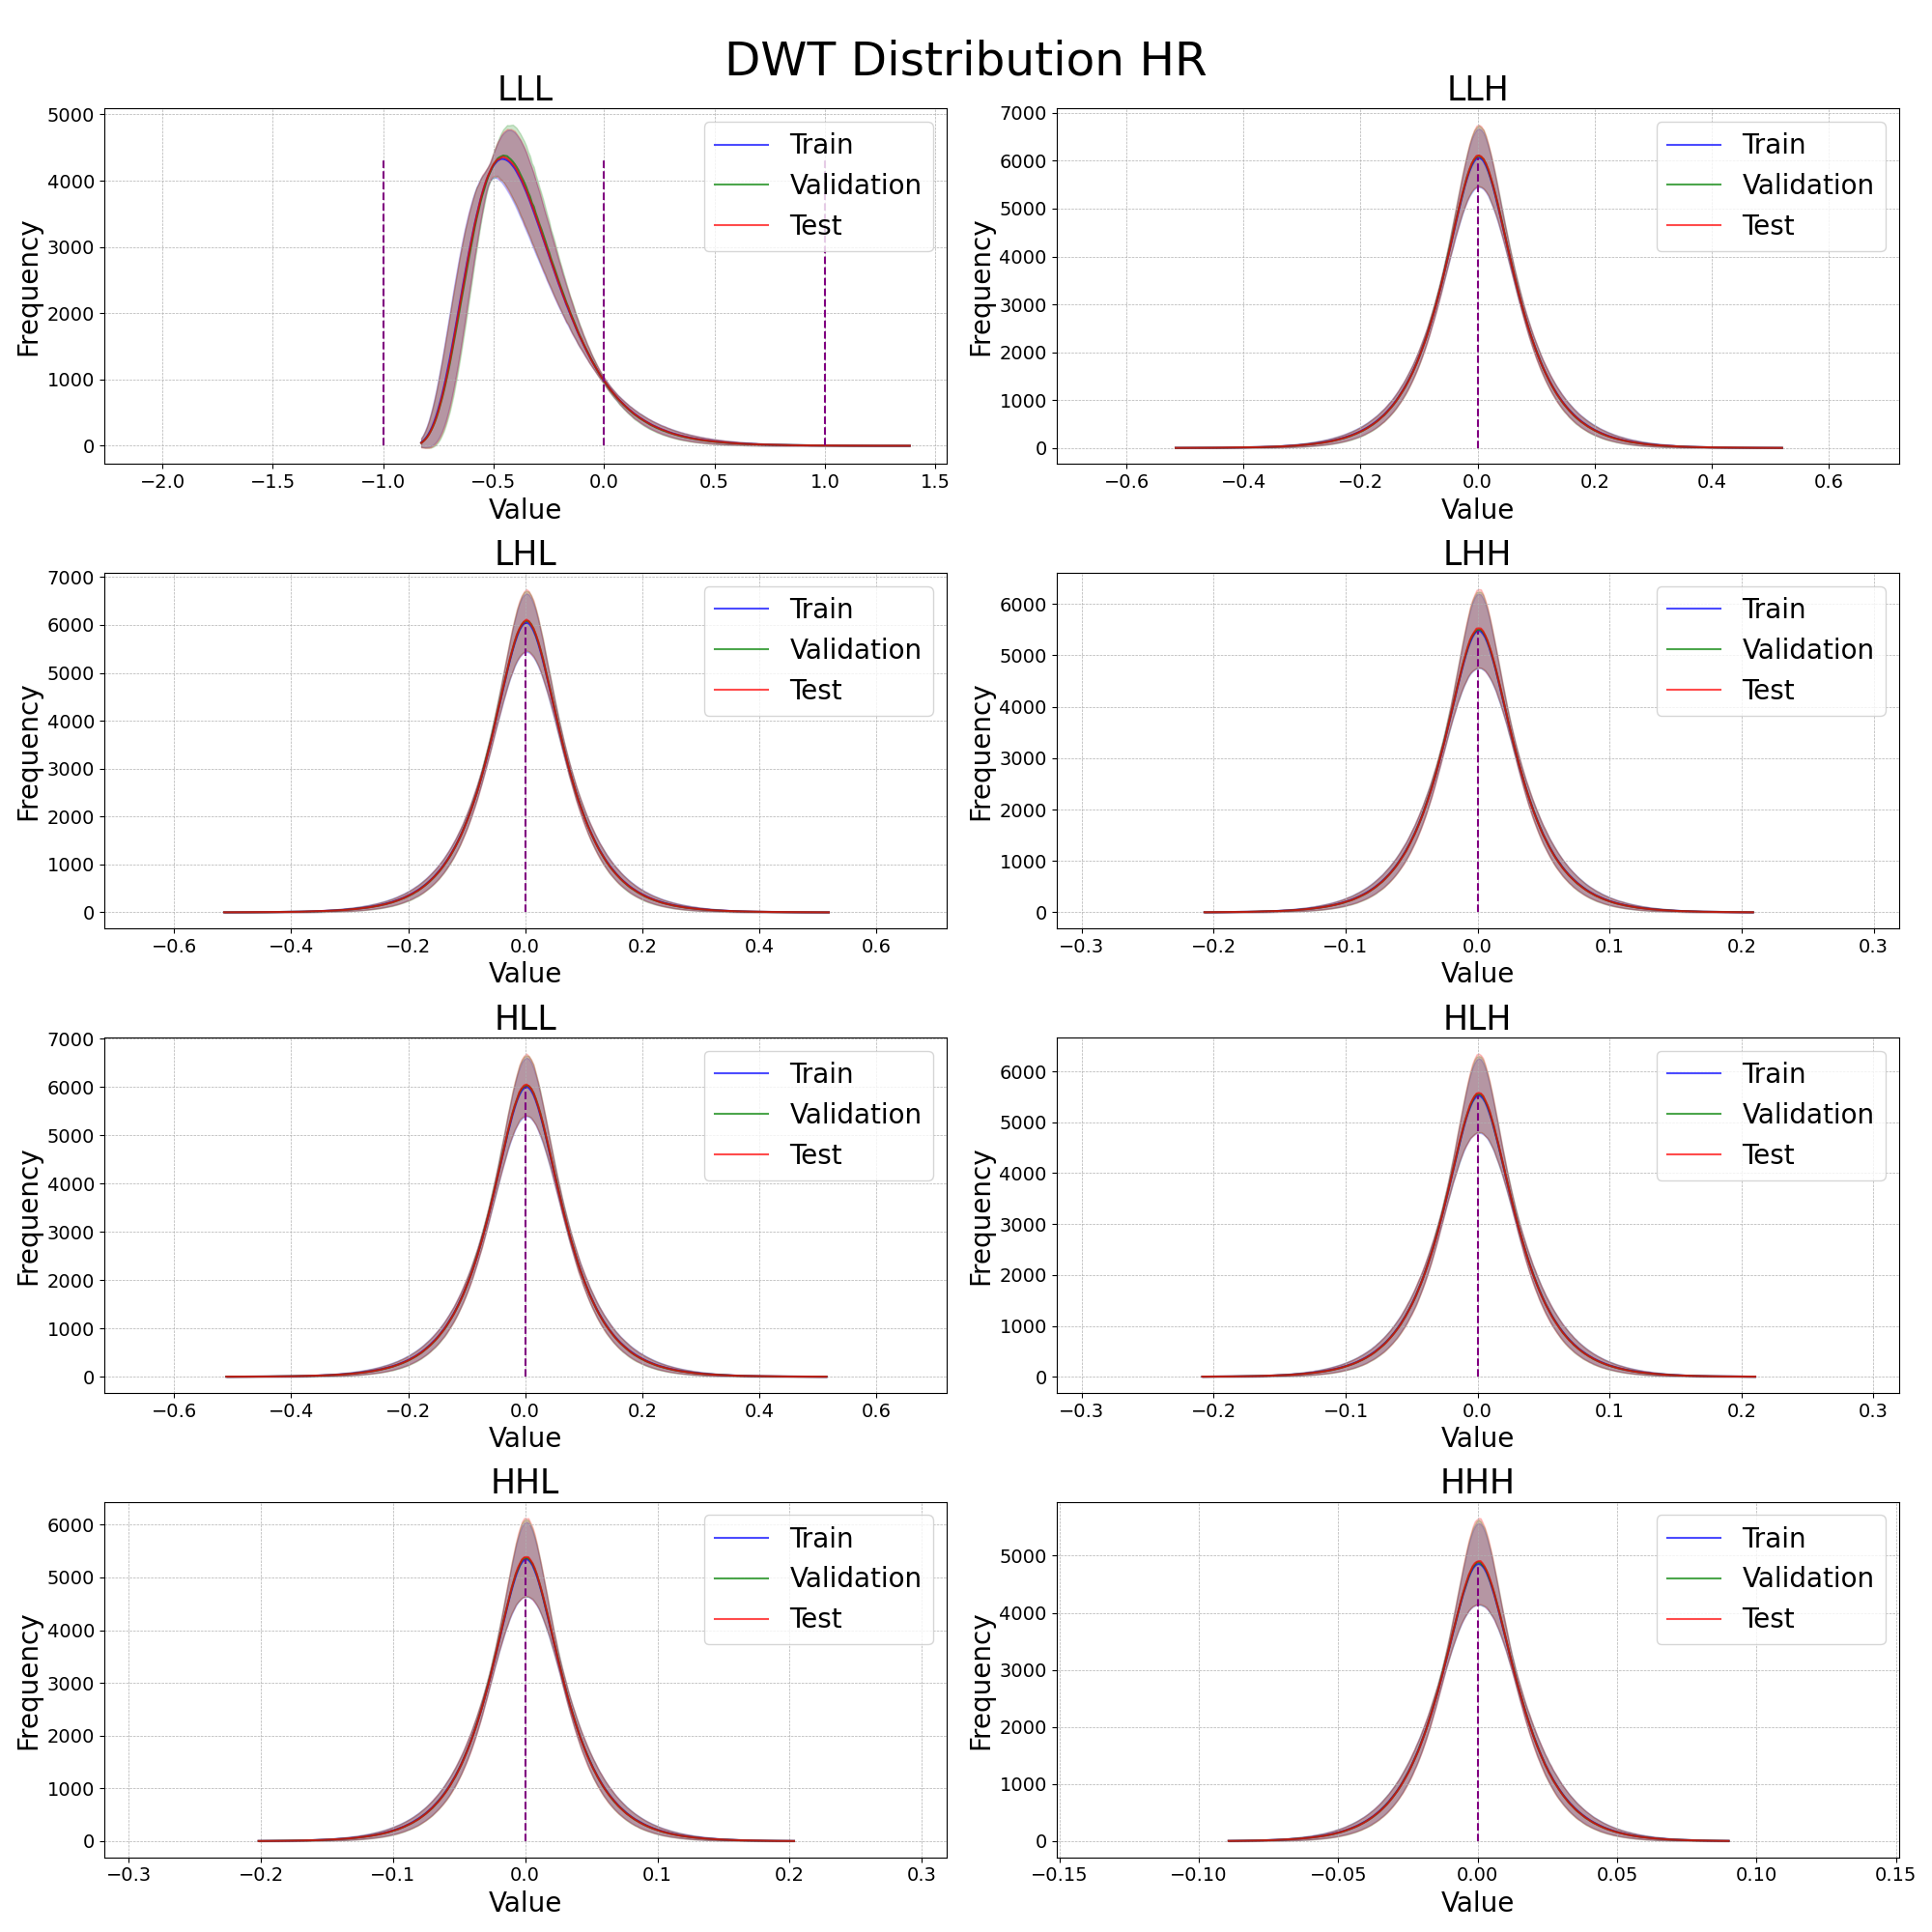 DWT Distribution HR
LLL
Frequency
5000
4000
3000
2000
1000
0
Train
Validation
Test
−2.0 −1.5 −1.0 −0.5 0.0 0.5 1.0 1.5
Value
LLH
Frequency
7000
6000
5000
4000
3000
2000
1000
0
Train
Validation
Test
−0.6 −0.4 −0.2 0.0 0.2 0.4 0.6
Value
LHL
Frequency
7000
6000
5000
4000
3000
2000
1000
0
Train
Validation
Test
−0.6 −0.4 −0.2 0.0 0.2 0.4 0.6
Value
LHH
Frequency
6000
5000
4000
3000
2000
1000
0
Train
Validation
Test
−0.3 −0.2 −0.1 0.0 0.1 0.2 0.3
Value
HLL
Frequency
7000
6000
5000
4000
3000
2000
1000
0
Train
Validation
Test
−0.6 −0.4 −0.2 0.0 0.2 0.4 0.6
Value
HLH
Frequency
6000
5000
4000
3000
2000
1000
0
Train
Validation
Test
−0.3 −0.2 −0.1 0.0 0.1 0.2 0.3
Value
HHL
Frequency
6000
5000
4000
3000
2000
1000
0
Train
Validation
Test
−0.3 −0.2 −0.1 0.0 0.1 0.2 0.3
Value
HHH
Frequency
5000
4000
3000
2000
1000
0
Train
Validation
Test
−0.15 −0.10 −0.05 0.00 0.05 0.10 0.15
Value